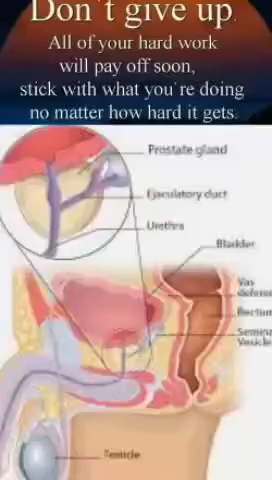 Don't give up.
All of your hard work
will pay off soon,
stick with what you're doing
no matter how hard it gets.
Prostate gland
Ejaculatory duct
Urethra
Bladder
Vas
Rectum
Testicle